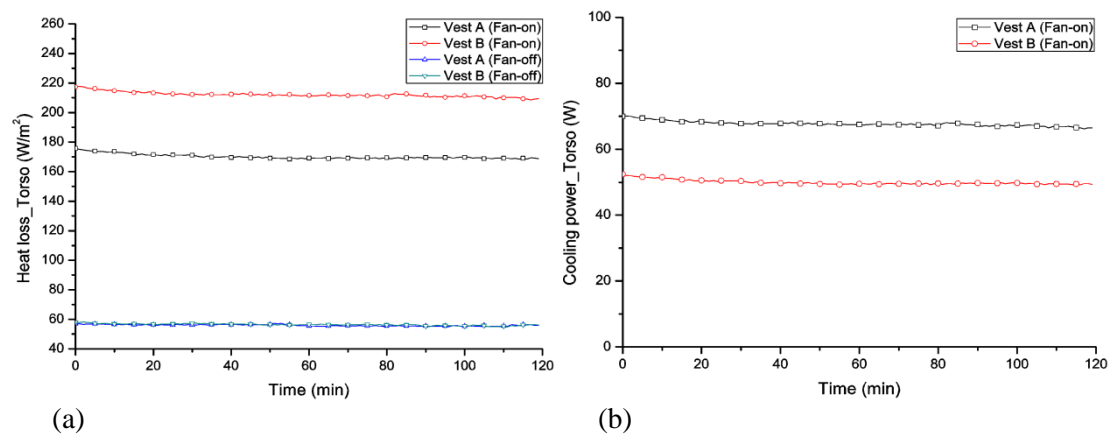 260
240
220
200
180
160
140
120
100
80
60
40
0
20
40
60
80
100
120
Heat loss_Torso (W/m²)
Time (min)
Vest A (Fan-on)
Vest B (Fan-on)
Vest A (Fan-off)
Vest B (Fan-off)
(a)
100
80
60
40
20
0
0
20
40
60
80
100
120
Cooling power_Torso (W)
Time (min)
Vest A (Fan-on)
Vest B (Fan-on)
(b)